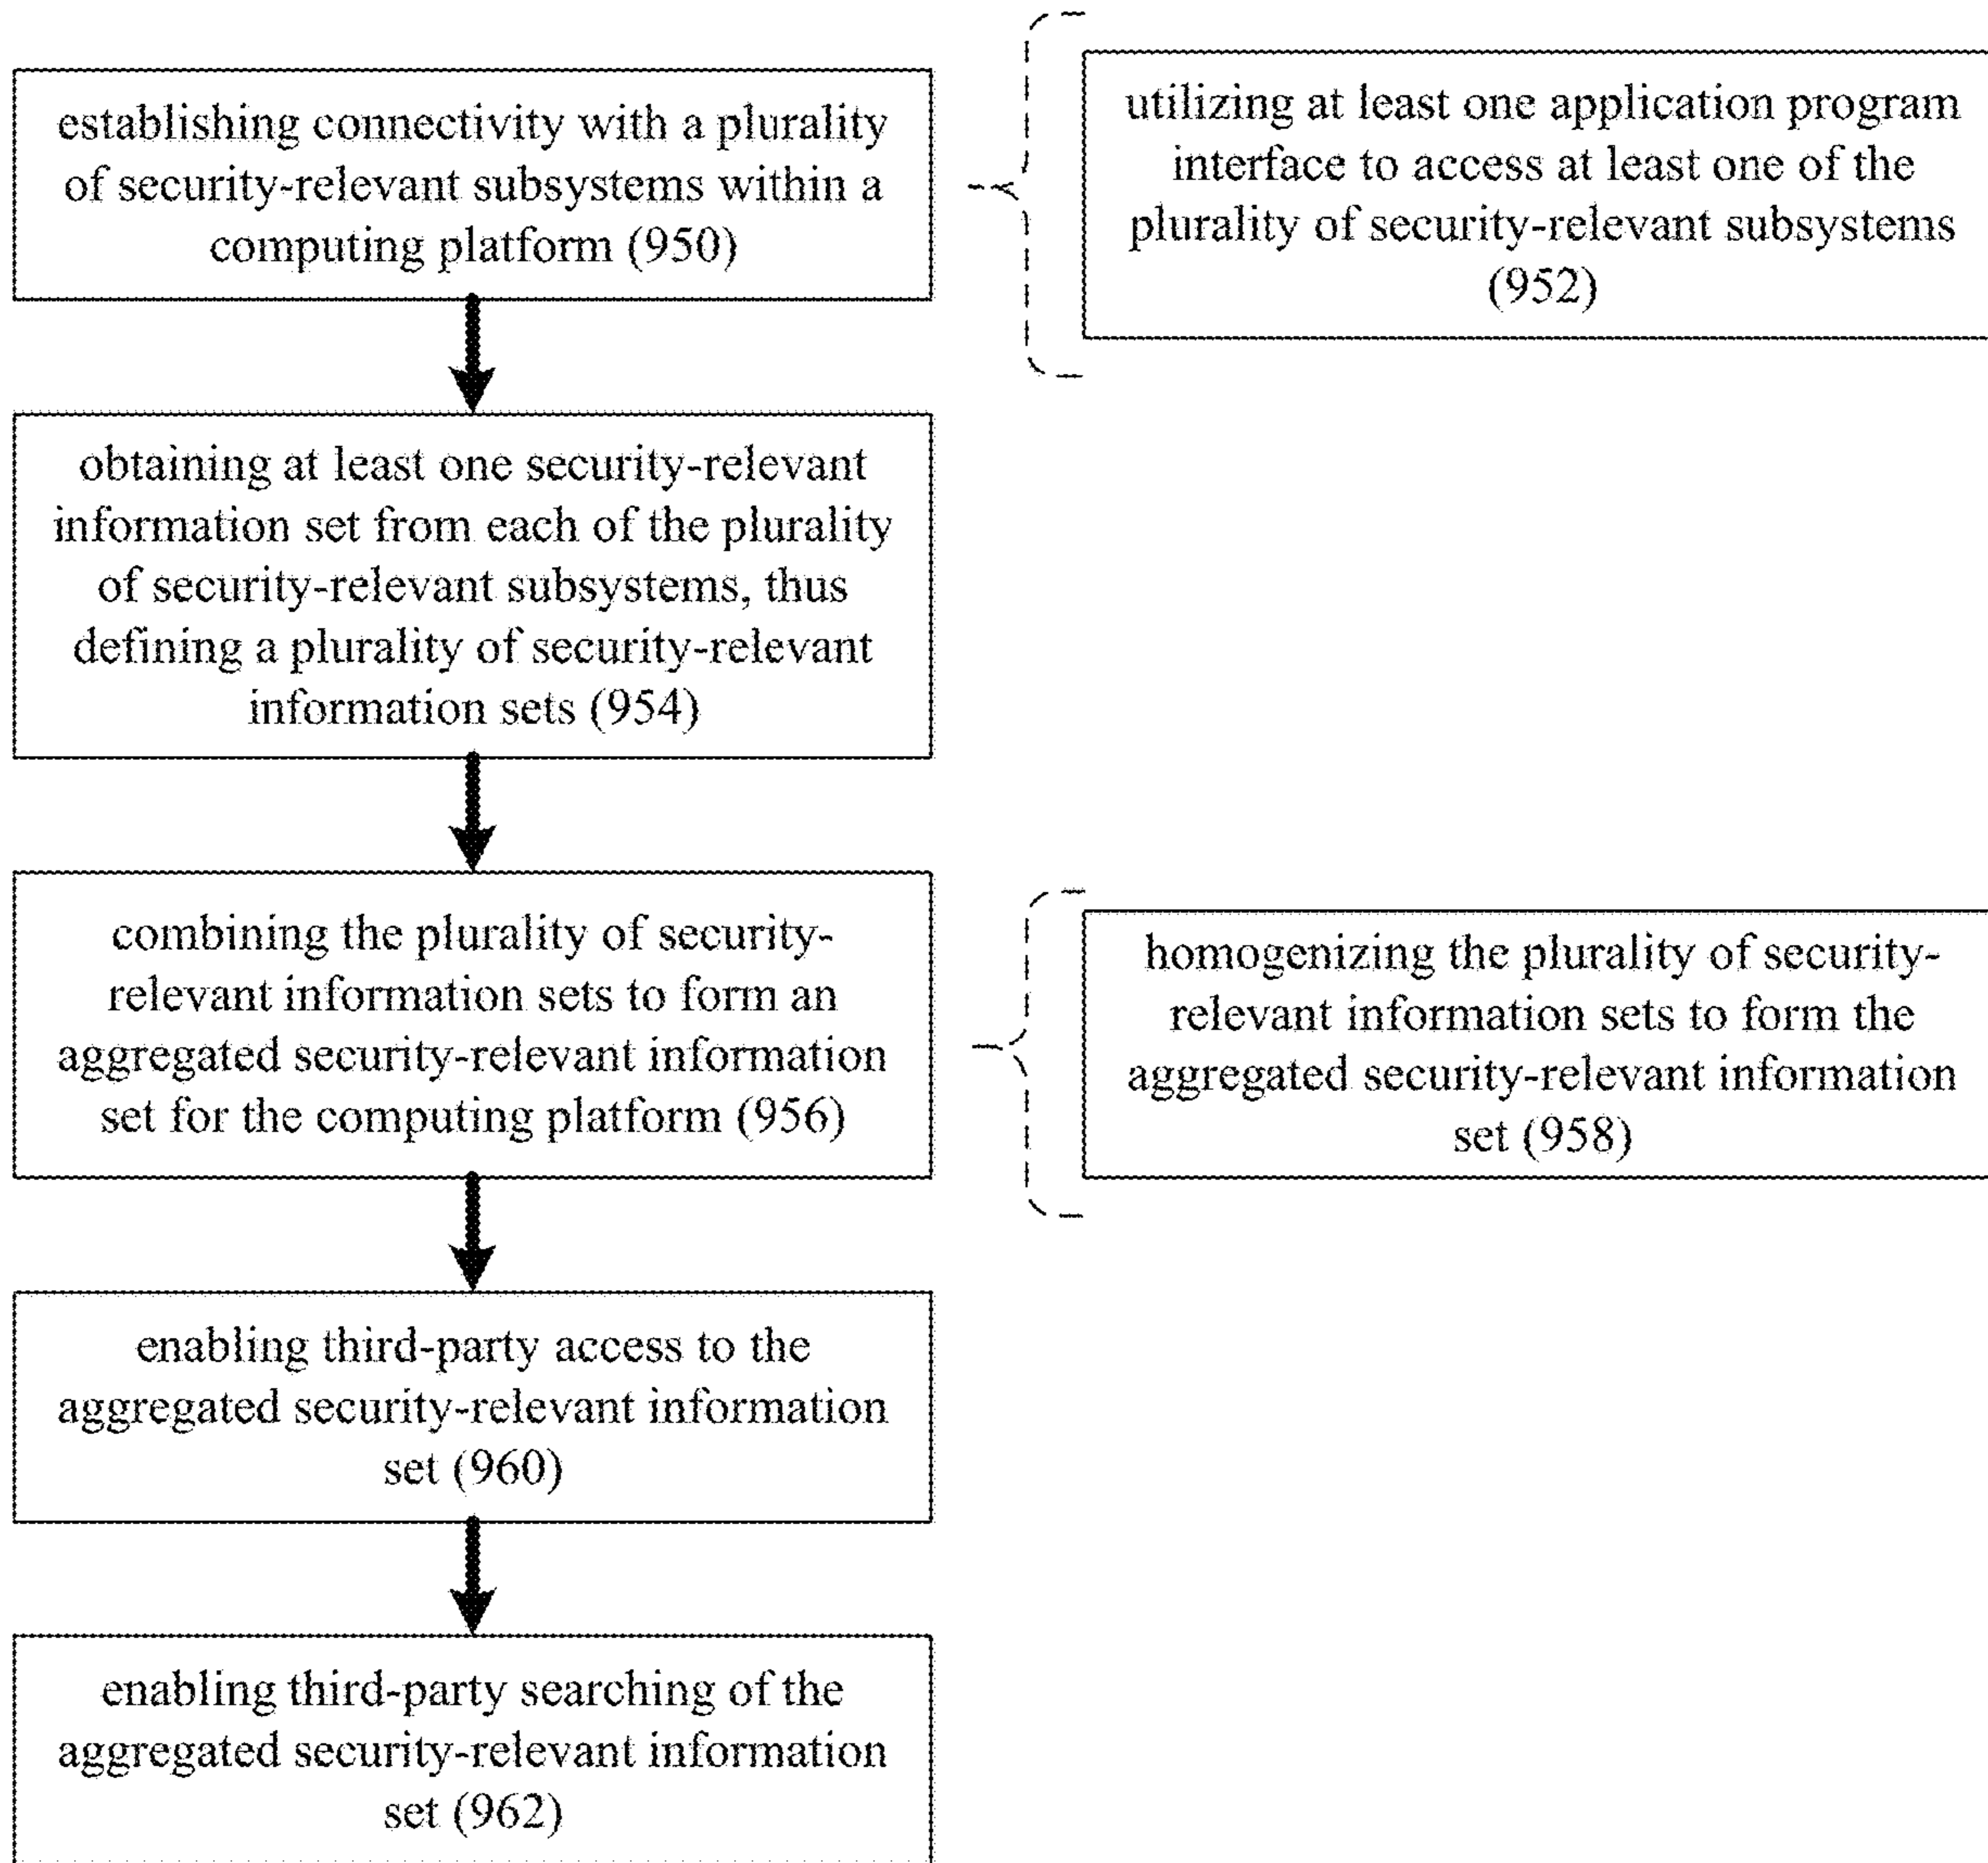 establishing connectivity with a plurality
of security-relevant subsystems within a
computing platform (950)
utilizing at least one application program
interface to access at least one of the
plurality of security-relevant subsystems
(952)
obtaining at least one security-relevant
information set from each of the plurality
of security-relevant subsystems, thus
defining a plurality of security-relevant
information sets (954)
combining the plurality of security-
relevant information sets to form an
aggregated security-relevant information
set for the computing platform (956)
homogenizing the plurality of security-
relevant information sets to form the
aggregated security-relevant information
set (958)
enabling third-party access to the
aggregated security-relevant information
set (960)
enabling third-party searching of the
aggregated security-relevant information
set (962)